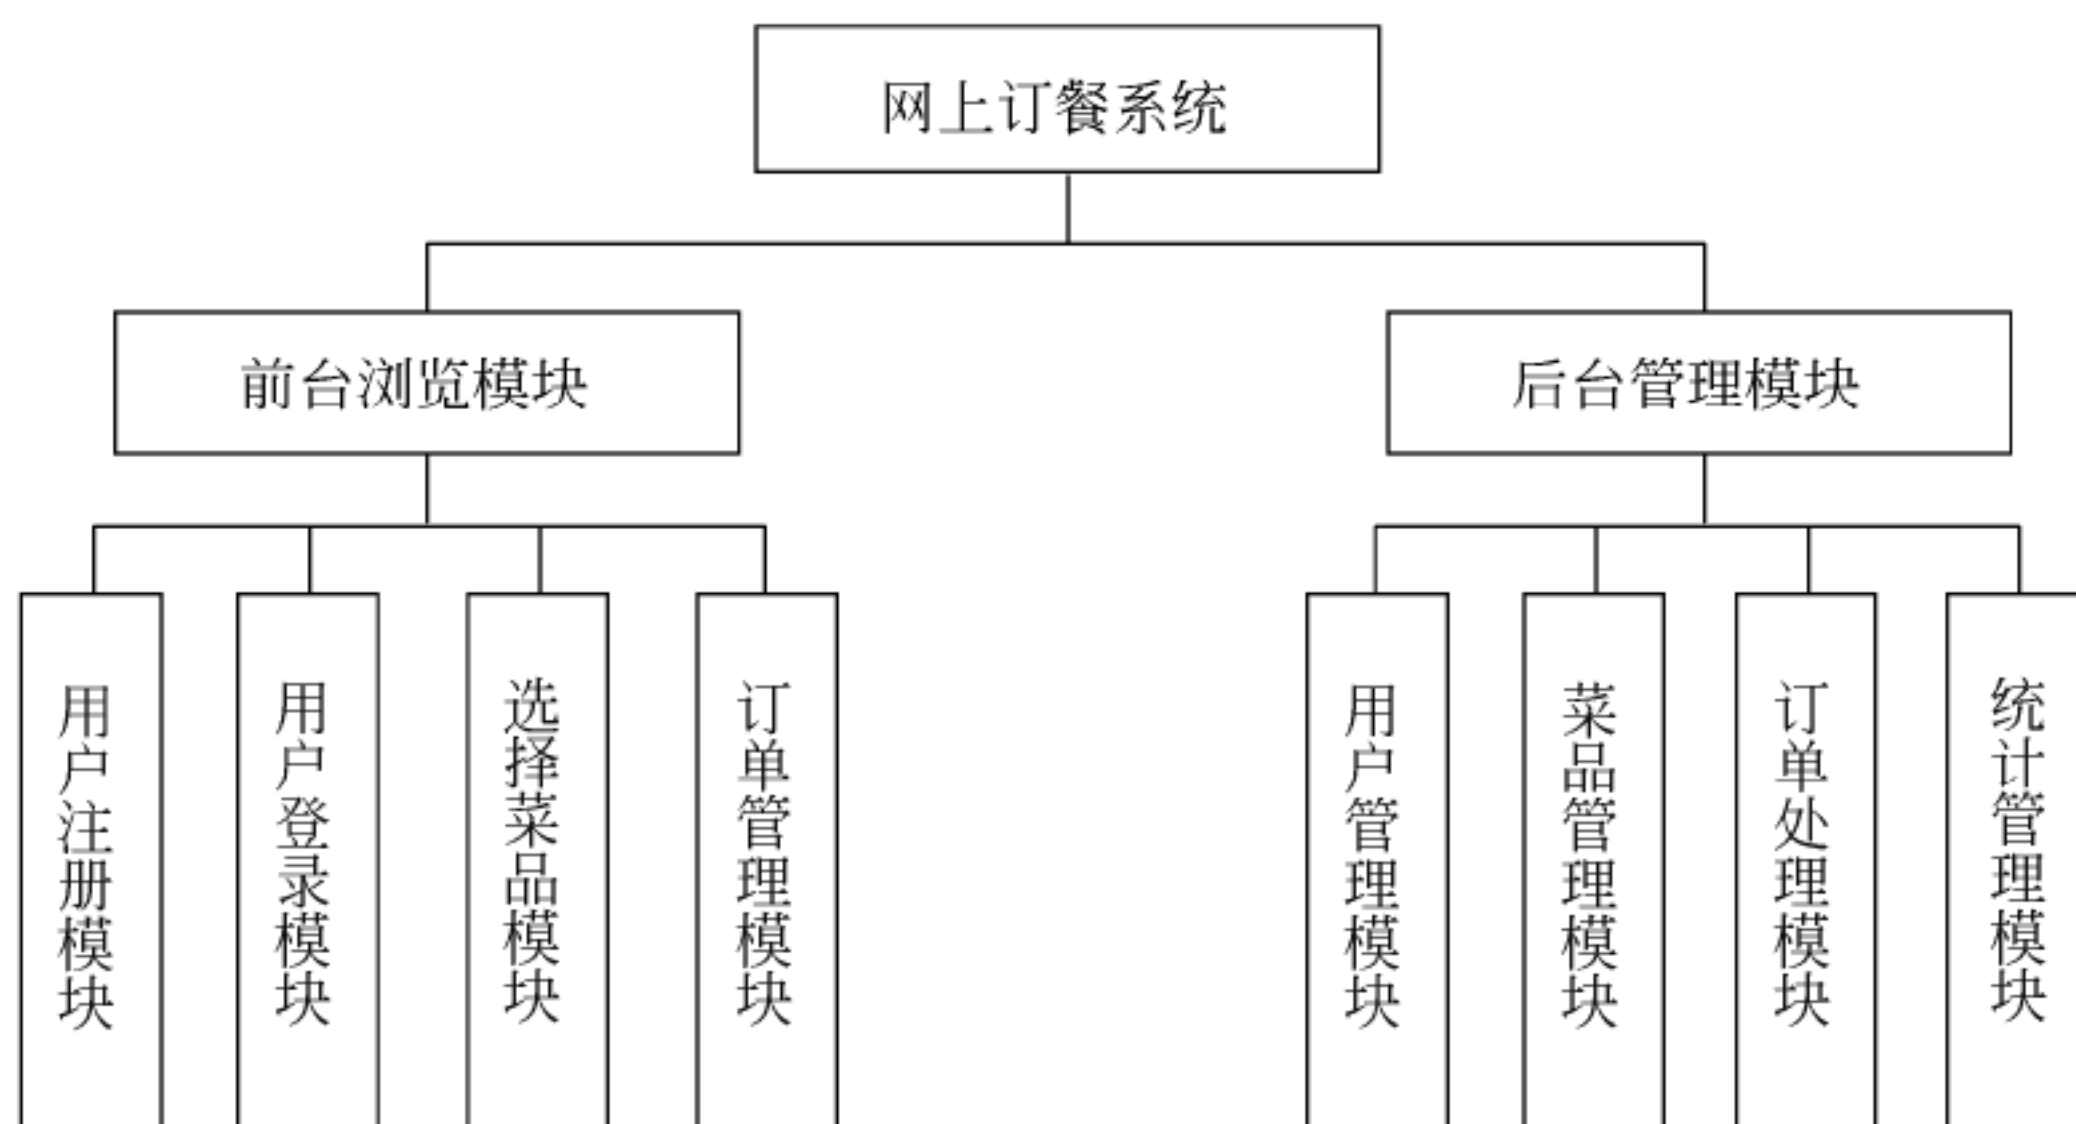 网上订餐系统
前台浏览模块
后台管理模块
用户注册模块
用户登录模块
选择菜品模块
订单管理模块
用户管理模块
菜品管理模块
订单处理模块
统计管理模块